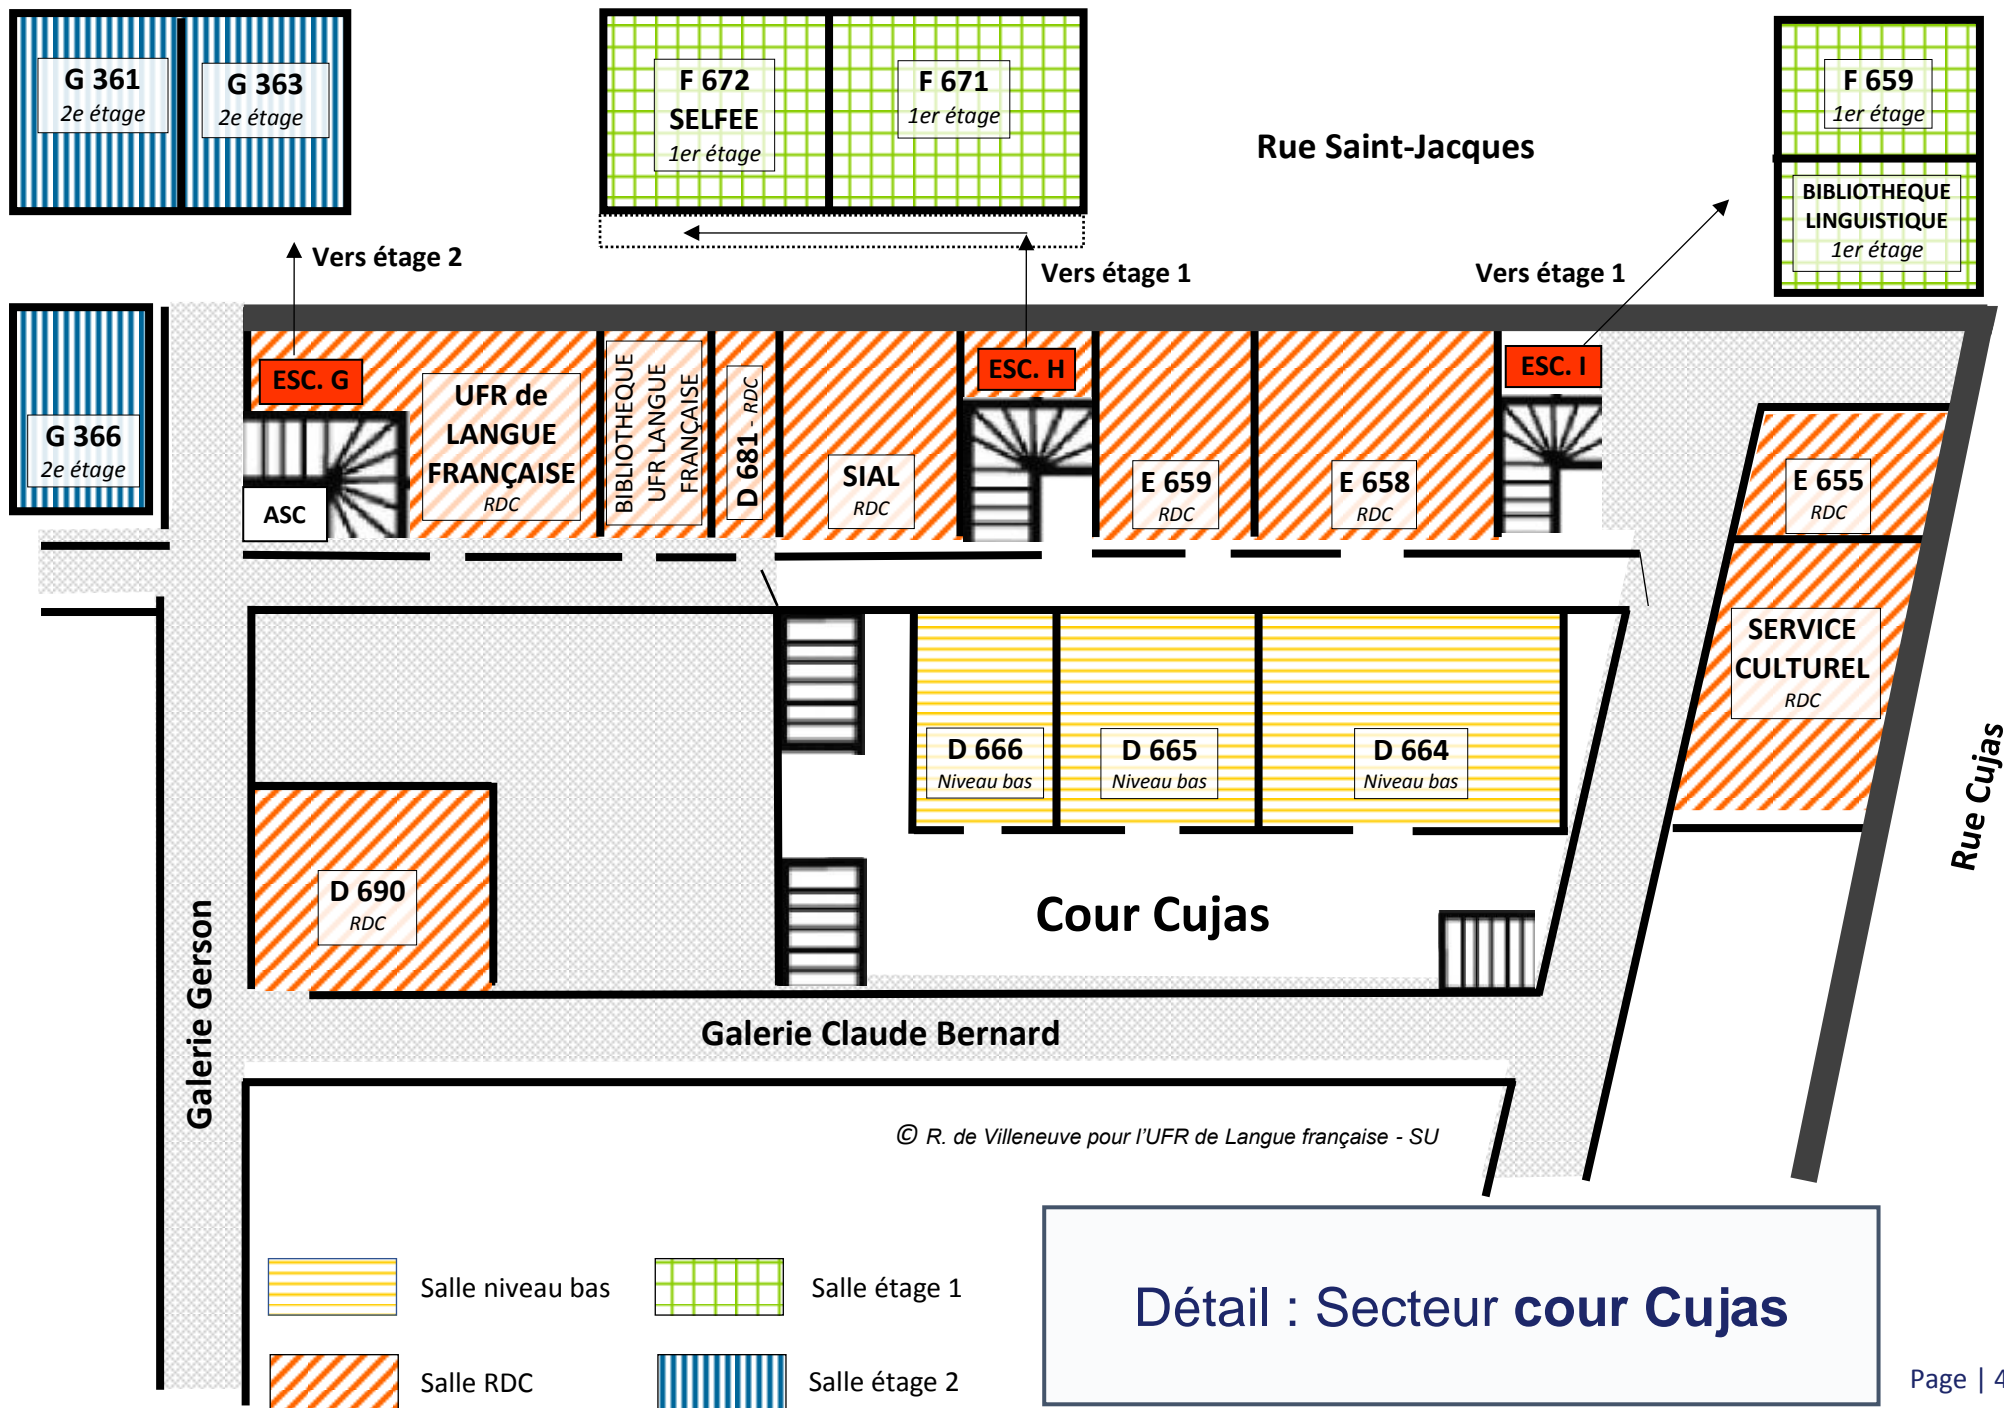 G 361
2e étage
G 363
2e étage
F 672
SELFEE
1er étage
F 671
1er étage
Rue Saint-Jacques
F 659
1er étage
BIBLIOTHEQUE
LINGUISTIQUE
1er étage
Vers étage 2
Vers étage 1
Vers étage 1
G 366
2e étage
ESC. G
ASC
UFR de
LANGUE
FRANÇAISE
RDC
BIBLIOTHEQUE
UFR LANGUE
FRANÇAISE
D 681 - RDC
SIAL
RDC
ESC. H
E 659
RDC
E 658
RDC
ESC. I
E 655
RDC
SERVICE
CULTUREL
RDC
D 666
Niveau bas
D 665
Niveau bas
D 664
Niveau bas
Rue Cujas
D 690
RDC
Cour Cujas
Galerie Gerson
Galerie Claude Bernard
© R. de Villeneuve pour l'UFR de Langue française - SU
Salle niveau bas
Salle étage 1
Salle RDC
Salle étage 2
Détail : Secteur cour Cujas
Page | 4